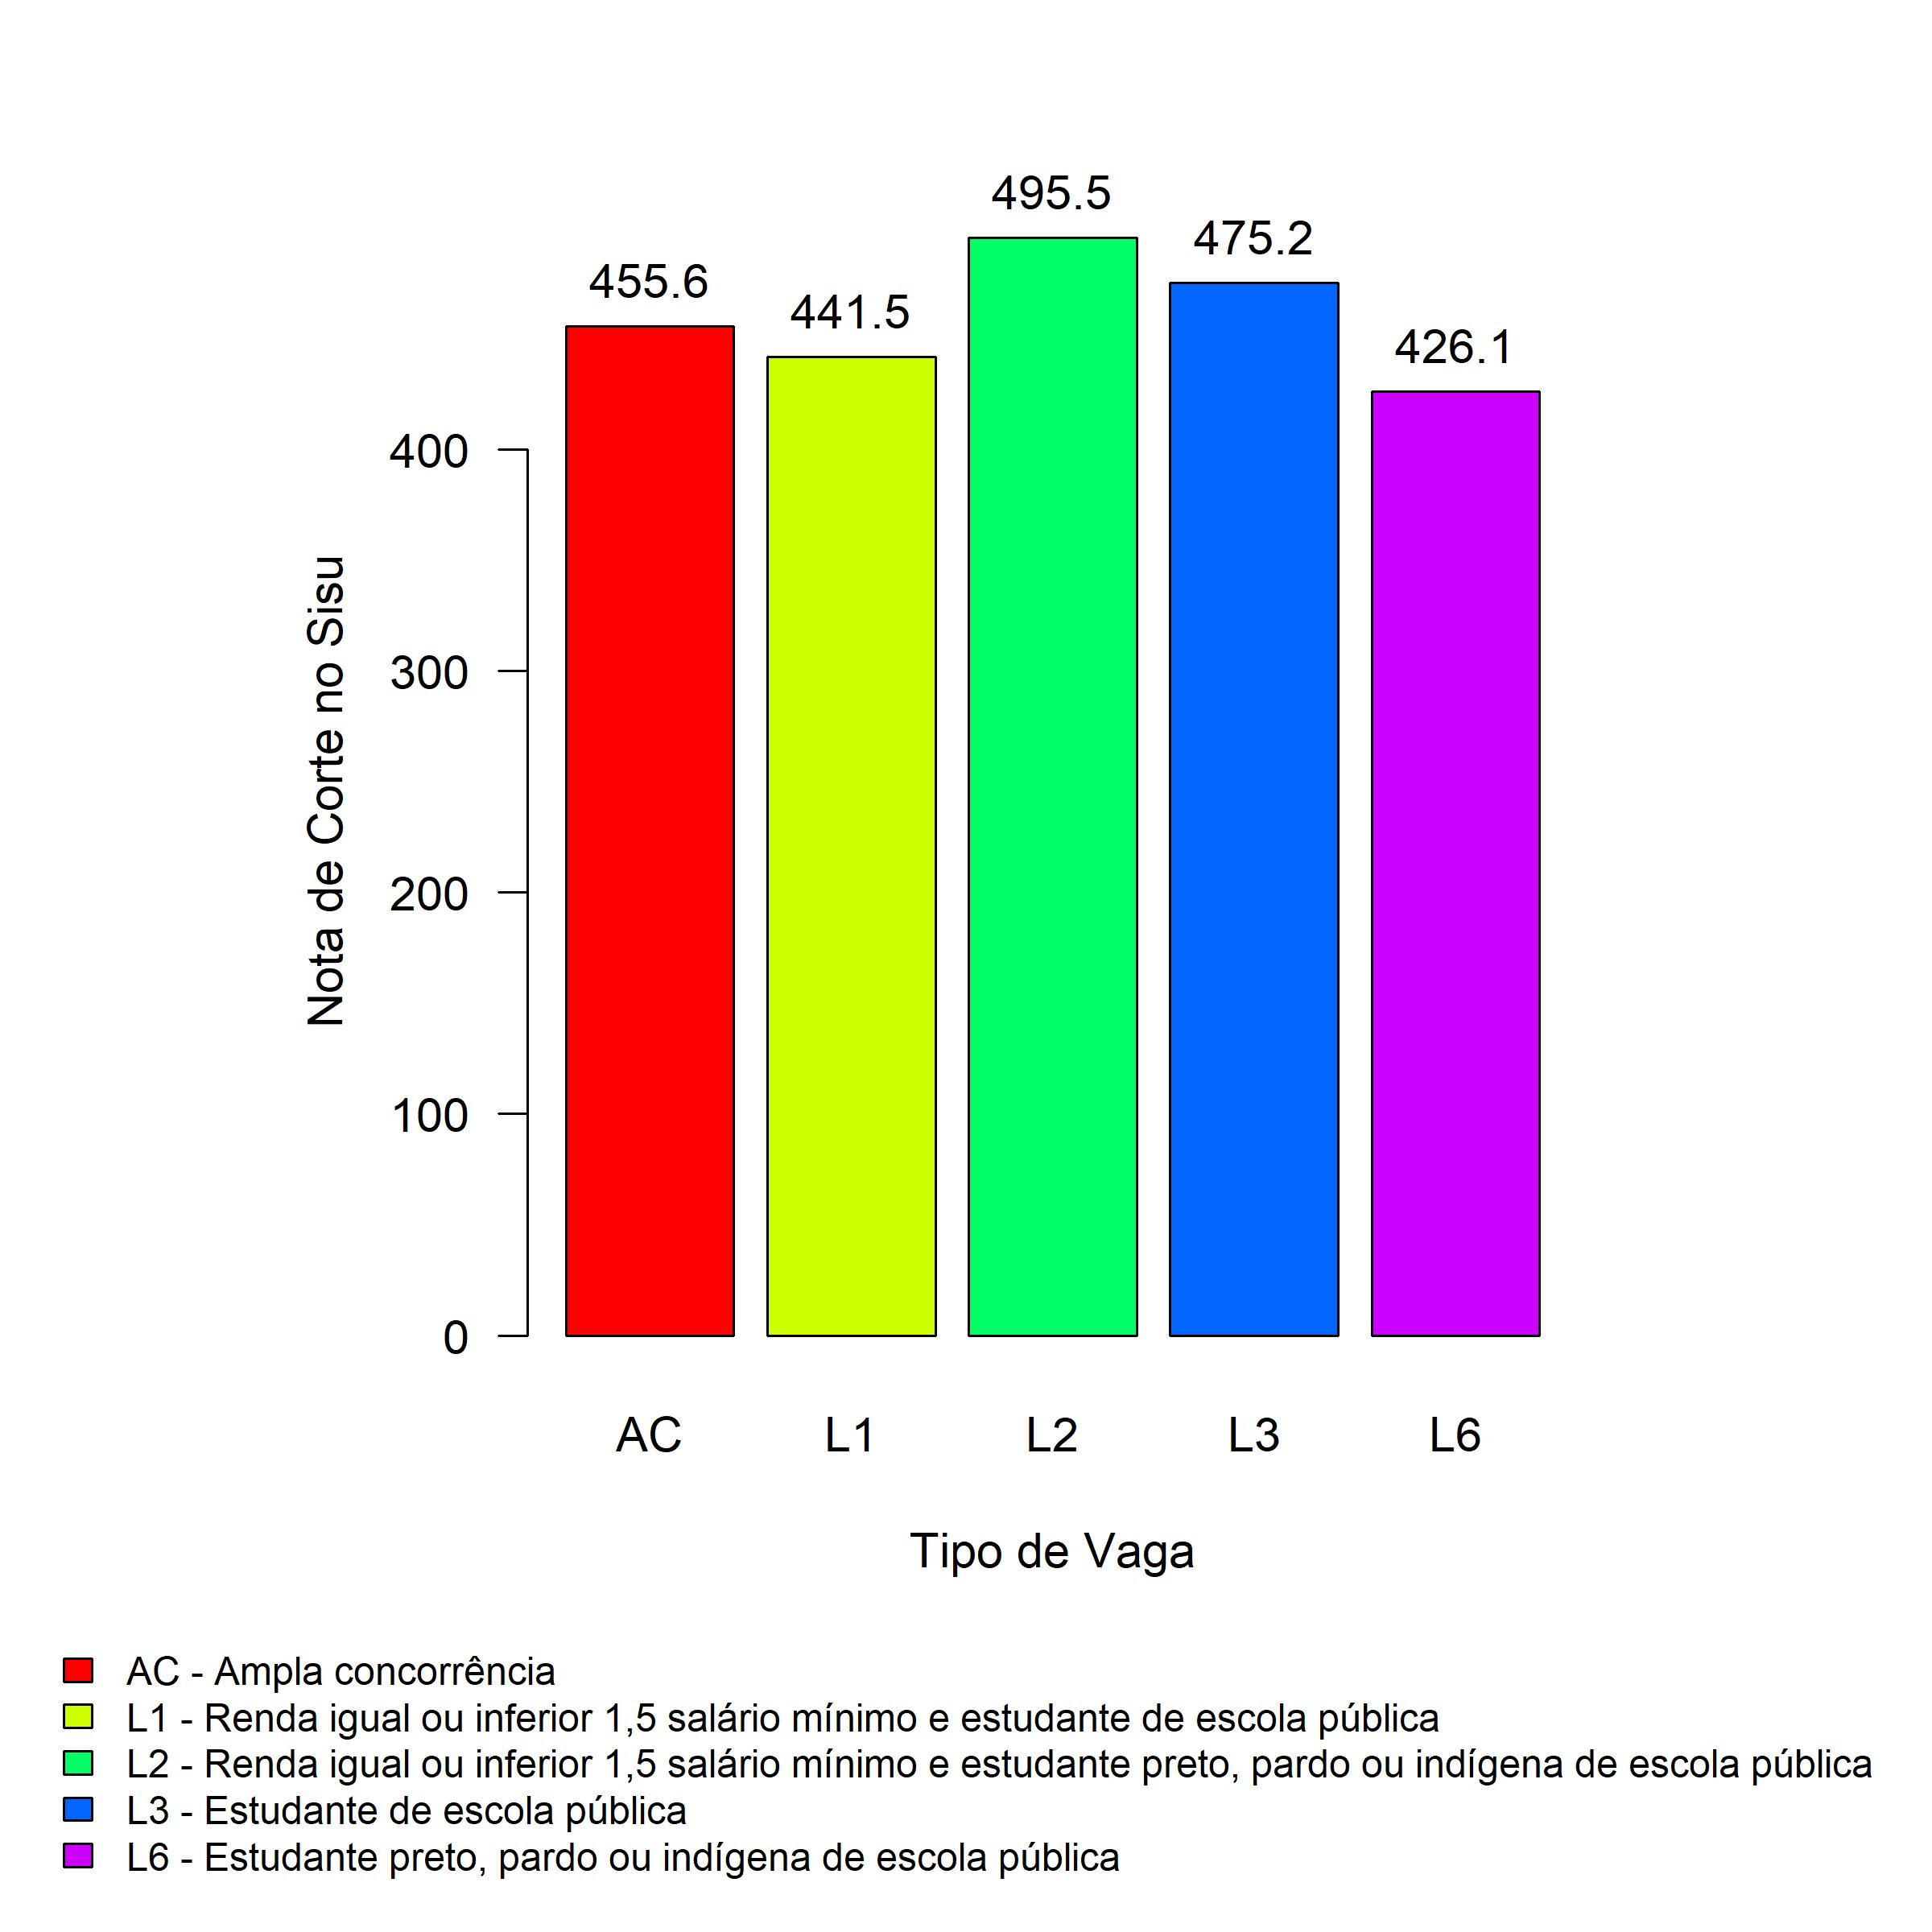 495.5
475.2
455.6
441.5
426.1
400
300
200
100
0
Nota de Corte no Sisu
AC L1 L2 L3 L6
Tipo de Vaga
AC - Ampla concorrência
L1 - Renda igual ou inferior 1,5 salário mínimo e estudante de escola pública
L2 - Renda igual ou inferior 1,5 salário mínimo e estudante preto, pardo ou indígena de escola pública
L3 - Estudante de escola pública
L6 - Estudante preto, pardo ou indígena de escola pública